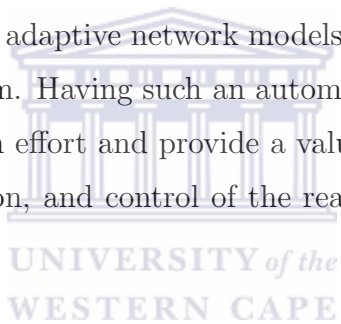 adaptive network models
m. Having such an autom
n effort and provide a valu
on, and control of the rea
UNIVERSITY of the
WESTERN CAPE